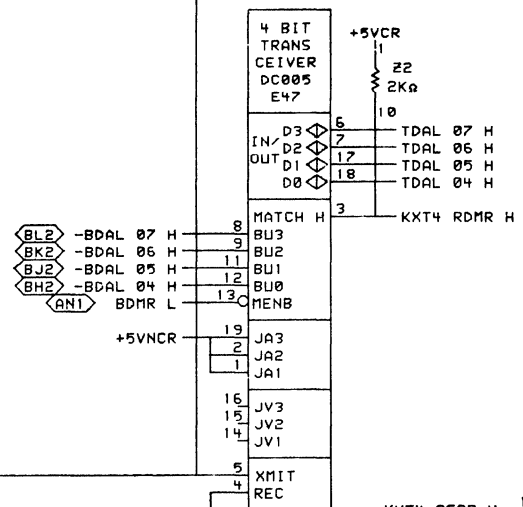 4 BIT
TRANS
CEIVER
DC005
E47
+5VCR
1
Z2
2KΩ
10
IN/
OUT
D3 6 TDAL 07 H
D2 7 TDAL 06 H
D1 17 TDAL 05 H
D0 18 TDAL 04 H
MATCH H 3 KXT4 RDMR H
BL2 -BDAL 07 H 8 BU3
BK2 -BDAL 06 H 9 BU2
BJ2 -BDAL 05 H 11 BU1
BH2 -BDAL 04 H 12 BU0
AN1 BDMR L 13 MENB
+5VNCR 19 JA3
2 JA2
1 JA1
16 JV3
15 JV2
14 JV1
5 XMIT
4 REC